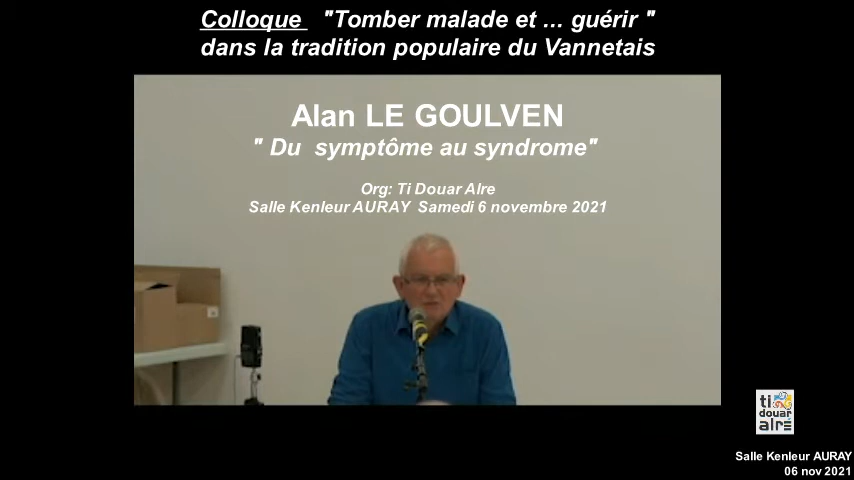 Colloque "Tomber malade et ... guérir "
dans la tradition populaire du Vannetais
Alan LE GOULVEN
" Du symptôme au syndrome"
Org: Ti Douar Alre
Salle Kenleur AURAY Samedi 6 novembre 2021
ti
douar
alré
Salle Kenleur AURAY
06 nov 2021